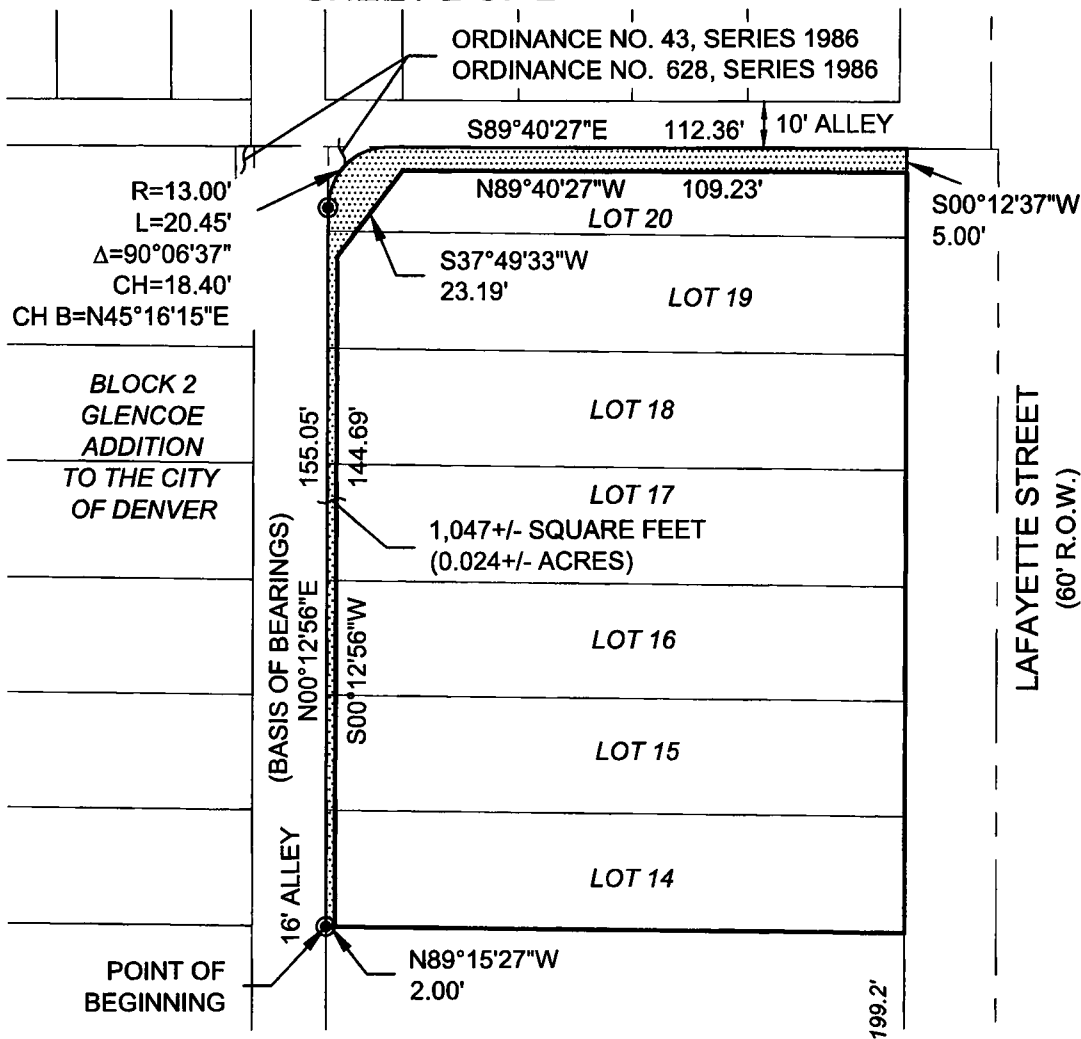 ORDINANCE NO. 43, SERIES 1986
ORDINANCE NO. 628, SERIES 1986
S89°40'27"E 112.36'
10' ALLEY
R=13.00'
L=20.45'
Δ=90°06'37"
CH=18.40'
CH B=N45°16'15"E
N89°40'27"W 109.23'
LOT 20
S00°12'37"W
5.00'
S37°49'33"W
23.19'
LOT 19
BLOCK 2
GLENCOE
ADDITION
TO THE CITY
OF DENVER
155.05'
144.69'
LOT 18
LOT 17
1,047+/- SQUARE FEET
(0.024+/- ACRES)
(BASIS OF BEARINGS)
N00°12'56"E
S00°12'56"W
LOT 16
LAFAYETTE STREET
(60' R.O.W.)
LOT 15
16' ALLEY
LOT 14
POINT OF
BEGINNING
N89°15'27"W
2.00'
199.2'